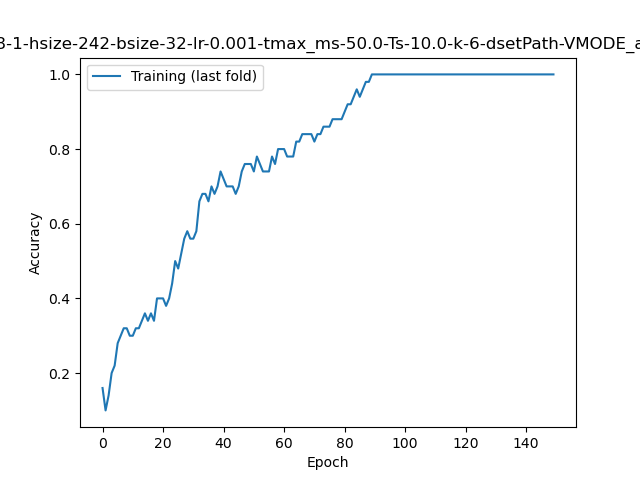 3-1-hsize-242-bsize-32-lr-0.001-tmax_ms-50.0-Ts-10.0-k-6-dsetPath-VMODE_a
Training (last fold)
1.0
0.8
0.6
0.4
0.2
Accuracy
0 20 40 60 80 100 120 140
Epoch